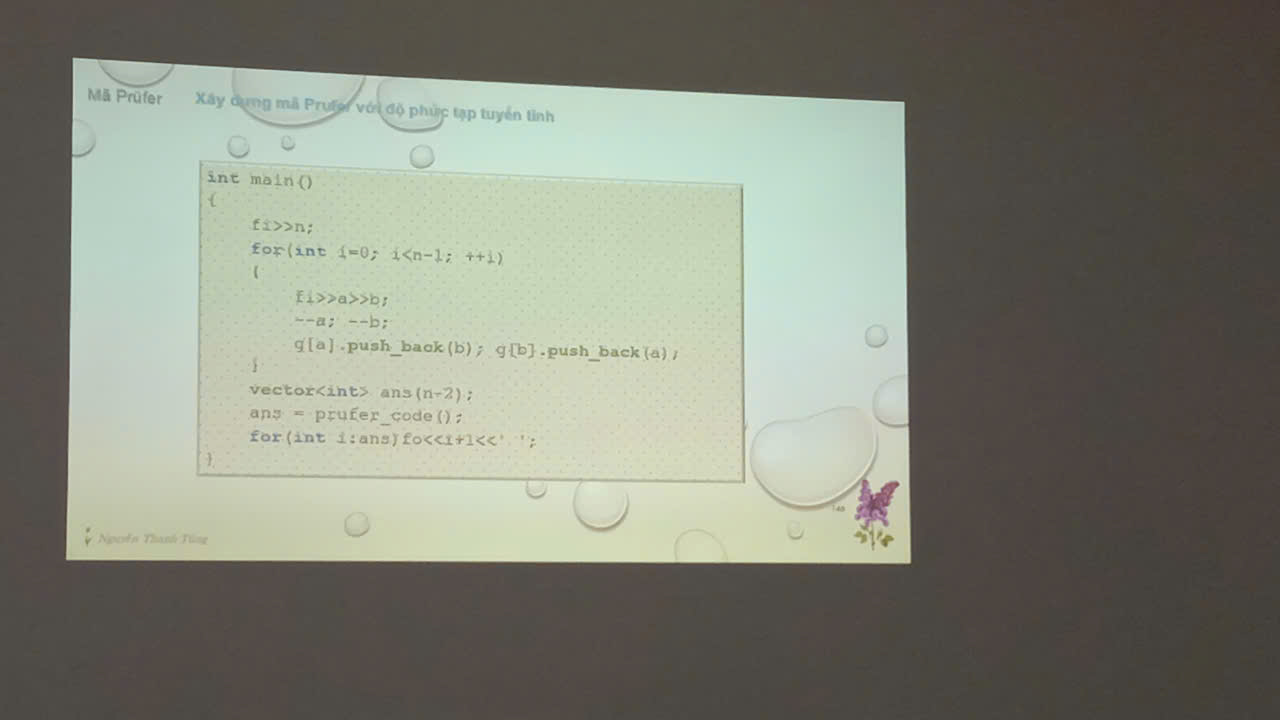 Mã Prüfer
Xây dựng mã Prufer với độ phức tạp tuyến tính
int main()
{
fi>>n;
for(int i=0; i<n-1; ++i)
{
fi>>a>>b;
--a; --b;
g[a].push_back(b); g[b].push_back(a);
}
vector<int> ans(n-2);
ans = prufer_code();
for(int i:ans)fo<<i+1<<' ';
}
Nguyễn Thanh Tùng